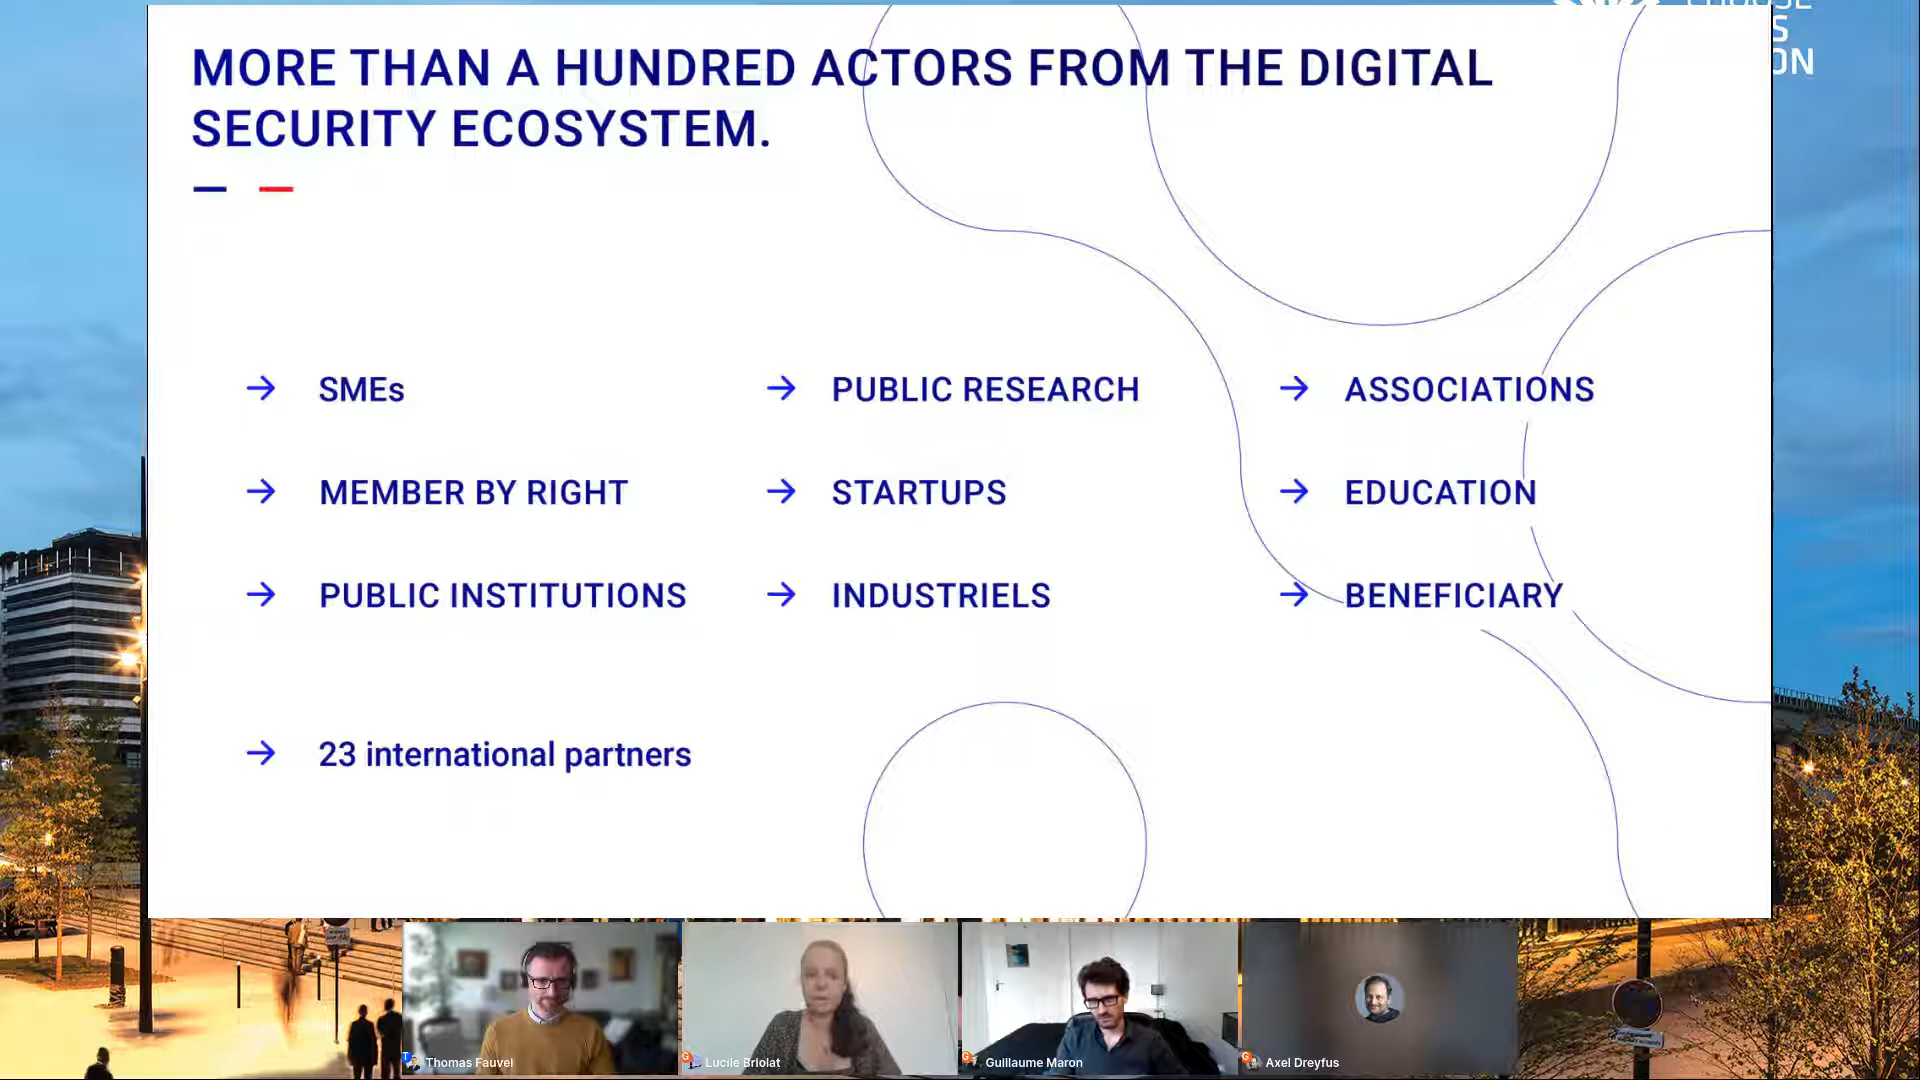 MORE THAN A HUNDRED ACTORS FROM THE DIGITAL
SECURITY ECOSYSTEM.
SMEs
PUBLIC RESEARCH
ASSOCIATIONS
MEMBER BY RIGHT
STARTUPS
EDUCATION
PUBLIC INSTITUTIONS
INDUSTRIELS
BENEFICIARY
23 international partners
Thomas Fauvel
Lucile Briolat
Guillaume Maron
Axel Dreyfus